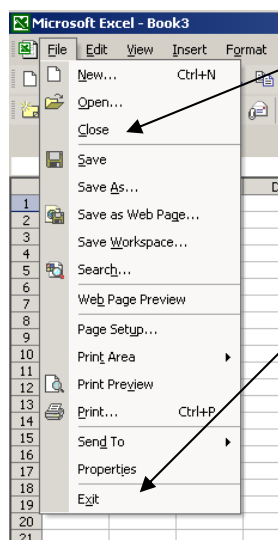 Microsoft Excel - Book3
File Edit View Insert Format
New... Ctrl+N
Open...
Close
Save
Save As...
Save as Web Page...
Save Workspace...
Search...
Web Page Preview
Page Setup...
Print Area
Print Preview
Print... Ctrl+P
Send To
Properties
Exit
D
1
2
3
4
5
6
7
8
9
10
11
12
13
14
15
16
17
18
19
20
21